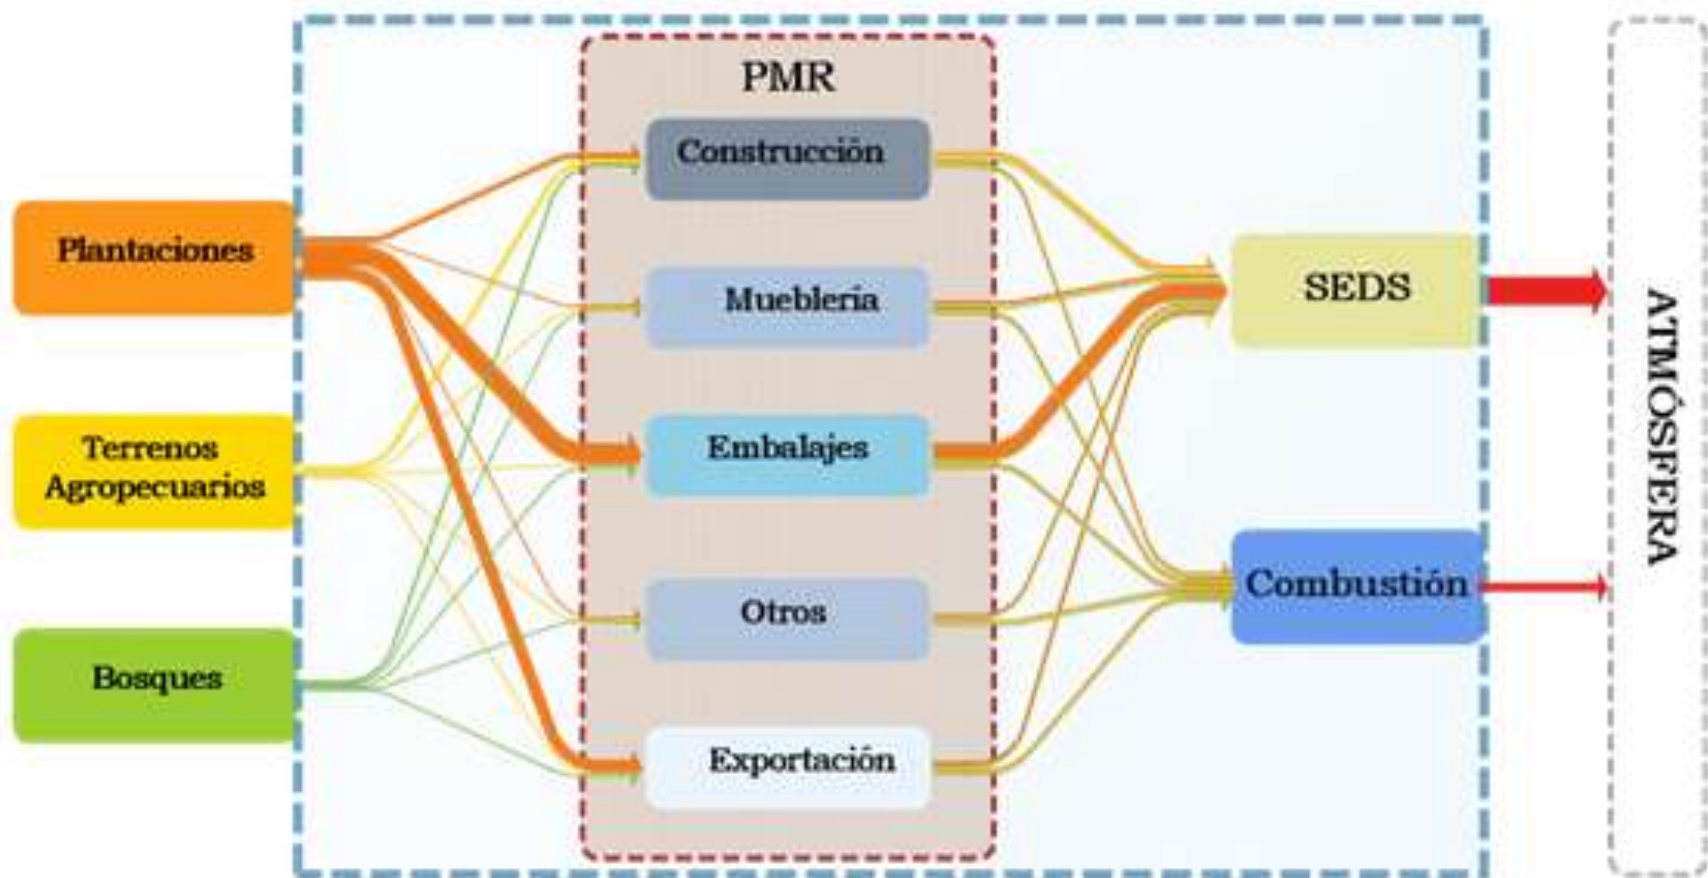 PMR
Construcción
Plantaciones
Mueblería
SEDS
Terrenos
Agropecuarios
Embalajes
Combustión
Otros
Bosques
Exportación
ATMÓSFERA